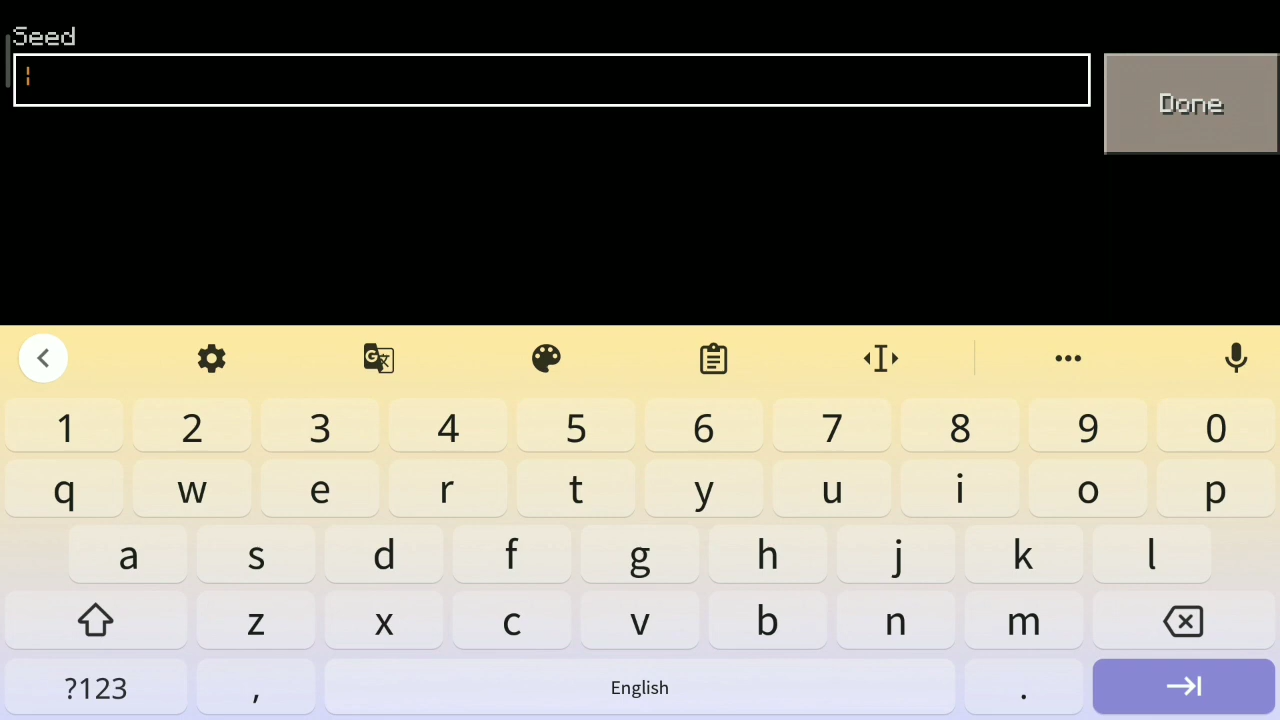 Seed
Done
1 2 3 4 5 6 7 8 9 0
q w e r t y u i o p
a s d f g h j k l
z x c v b n m
?123 , English .